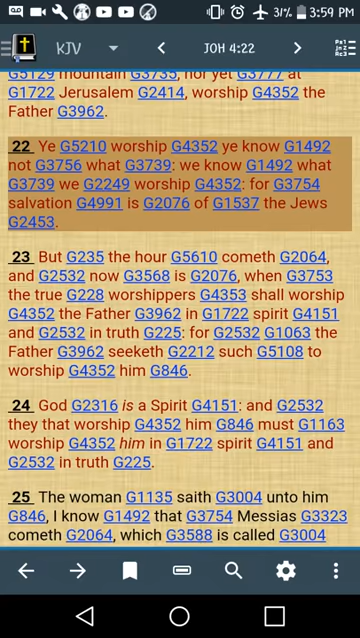 31% 3:59 PM
KJV JOH 4:22
G5129 mountain G3735, nor yet G3777 at
G1722 Jerusalem G2414, worship G4352 the
Father G3962.
22 Ye G5210 worship G4352 ye know G1492
not G3756 what G3739: we know G1492 what
G3739 we G2249 worship G4352: for G3754
salvation G4991 is G2076 of G1537 the Jews
G2453.
23 But G235 the hour G5610 cometh G2064,
and G2532 now G3568 is G2076, when G3753
the true G228 worshippers G4353 shall worship
G4352 the Father G3962 in G1722 spirit G4151
and G2532 in truth G225: for G2532 G1063 the
Father G3962 seeketh G2212 such G5108 to
worship G4352 him G846.
24 God G2316 is a Spirit G4151: and G2532
they that worship G4352 him G846 must G1163
worship G4352 him in G1722 spirit G4151 and
G2532 in truth G225.
25 The woman G1135 saith G3004 unto him
G846, I know G1492 that G3754 Messias G3323
cometh G2064, which G3588 is called G3004